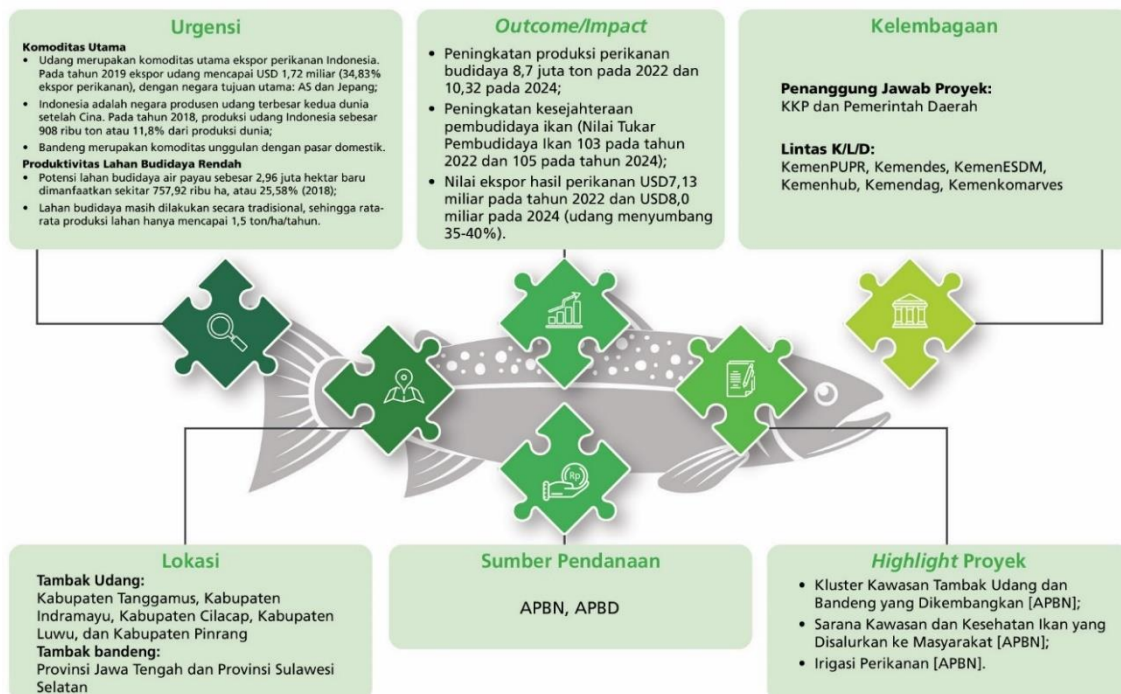 Urgensi
Komoditas Utama
• Udang merupakan komoditas utama ekspor perikanan Indonesia.
Pada tahun 2019 ekspor udang mencapai USD 1,72 miliar (34,83%
ekspor perikanan), dengan negara tujuan utama: AS dan Jepang;
• Indonesia adalah negara produsen udang terbesar kedua dunia
setelah Cina. Pada tahun 2018, produksi udang Indonesia sebesar
908 ribu ton atau 11,8% dari produksi dunia;
• Bandeng merupakan komoditas unggulan dengan pasar domestik.
Produktivitas Lahan Budidaya Rendah
• Potensi lahan budidaya air payau sebesar 2,96 juta hektar baru
dimanfaatkan sekitar 757,92 ribu ha, atau 25,58% (2018);
• Lahan budidaya masih dilakukan secara tradisional, sehingga rata-
rata produksi lahan hanya mencapai 1,5 ton/ha/tahun.
Outcome/Impact
• Peningkatan produksi perikanan
budidaya 8,7 juta ton pada 2022 dan
10,32 pada 2024;
• Peningkatan kesejahteraan
pembudidaya ikan (Nilai Tukar
Pembudidaya Ikan 103 pada tahun
2022 dan 105 pada tahun 2024);
• Nilai ekspor hasil perikanan USD7,13
miliar pada tahun 2022 dan USD8,0
miliar pada 2024 (udang menyumbang
35-40%).
Kelembagaan
Penanggung Jawab Proyek:
KKP dan Pemerintah Daerah
Lintas K/L/D:
KemenPUPR, Kemendes, KemenESDM,
Kemenhub, Kemendag, Kemenkomarves
Rp
Lokasi
Tambak Udang:
Kabupaten Tanggamus, Kabupaten
Indramayu, Kabupaten Cilacap, Kabupaten
Luwu, dan Kabupaten Pinrang
Tambak bandeng:
Provinsi Jawa Tengah dan Provinsi Sulawesi
Selatan
Sumber Pendanaan
APBN, APBD
Highlight Proyek
• Kluster Kawasan Tambak Udang dan
Bandeng yang Dikembangkan [APBN];
• Sarana Kawasan dan Kesehatan Ikan yang
Disalurkan ke Masyarakat [APBN];
• Irigasi Perikanan [APBN].